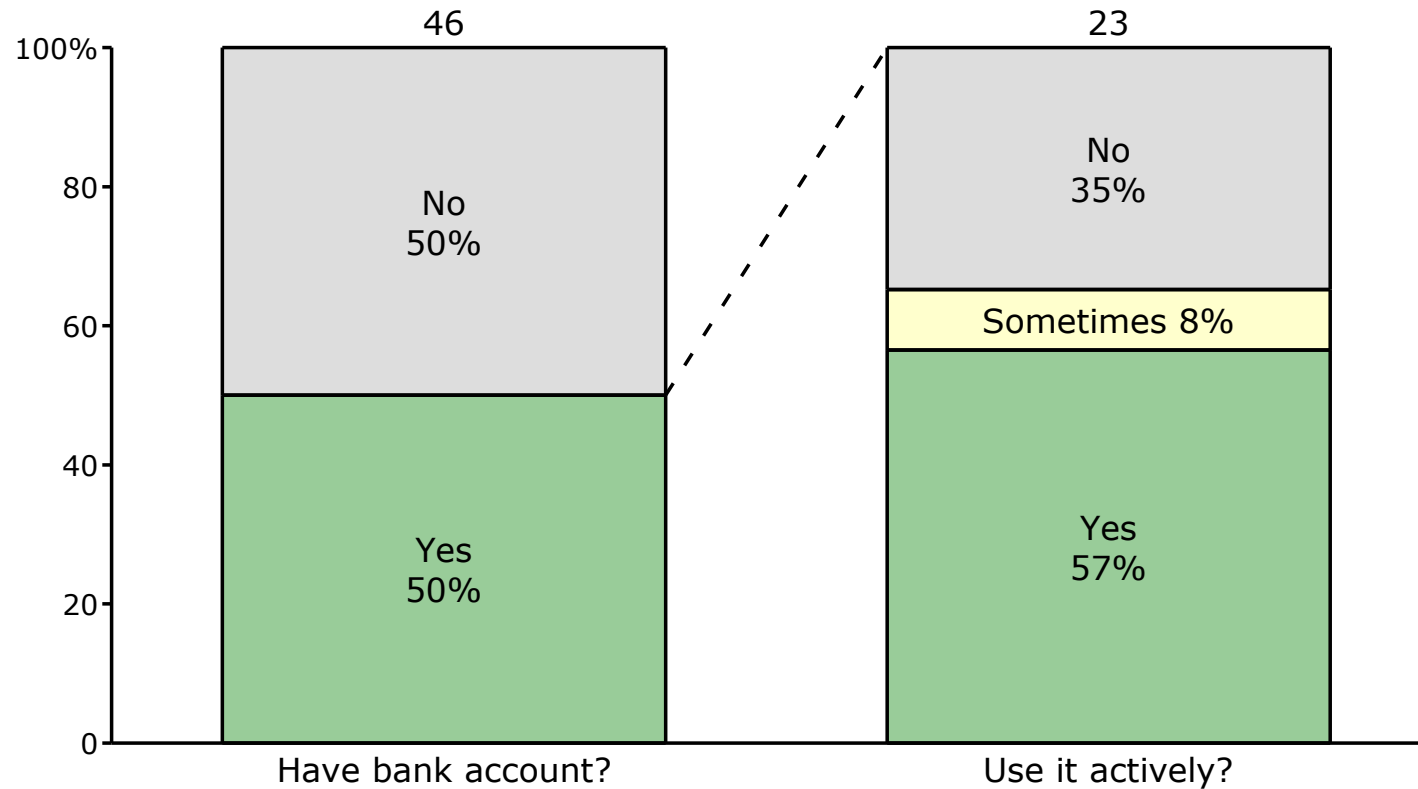 46
23
100%
80
60
40
20
0
No
50%
Yes
50%
No
35%
Sometimes 8%
Yes
57%
Have bank account?
Use it actively?